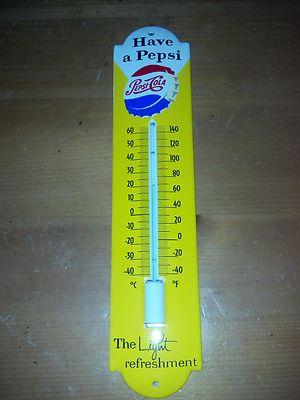 Have
a Pepsi
PEPSI-COLA
60 140
50 120
40 100
30 80
20 60
10 40
0 20
-10 0
-20 -20
-30 -40
-40
°C °F
The Light
refreshment